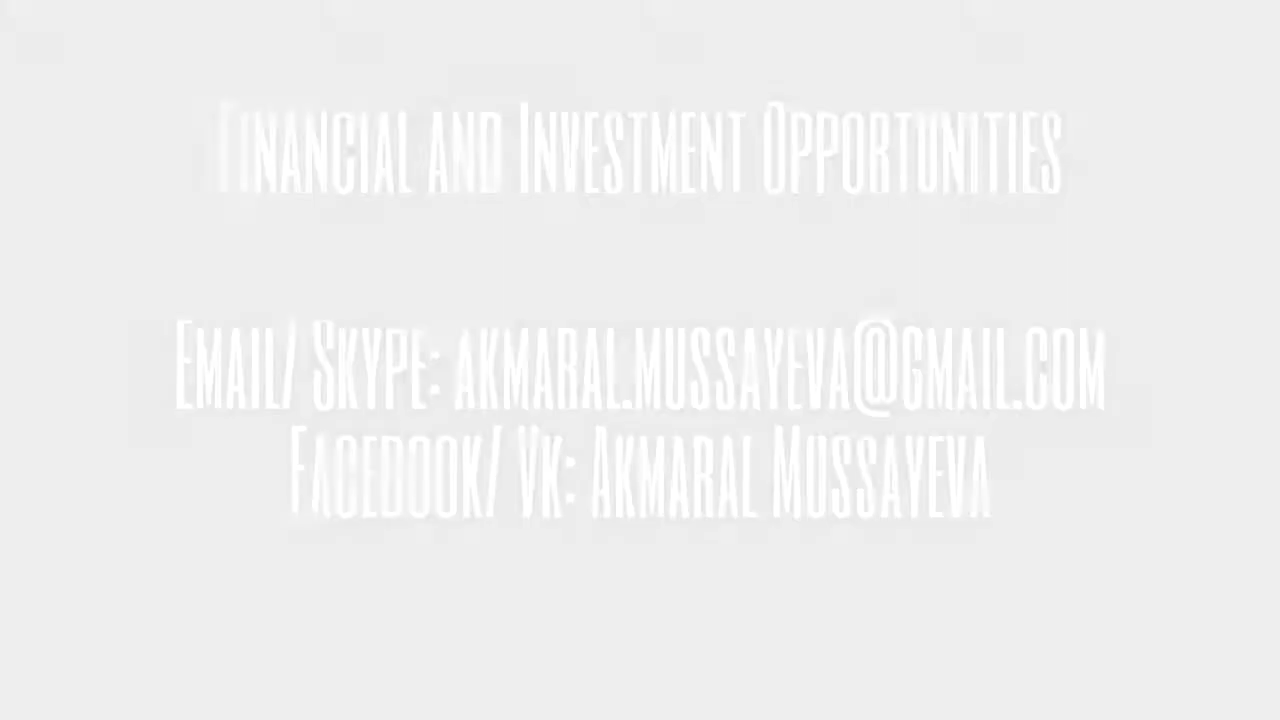 Financial and Investment Opportunities
Email/ Skype: akmaral.mussayeva@gmail.com
Facebook/ Vk: Akmaral Mussayeva